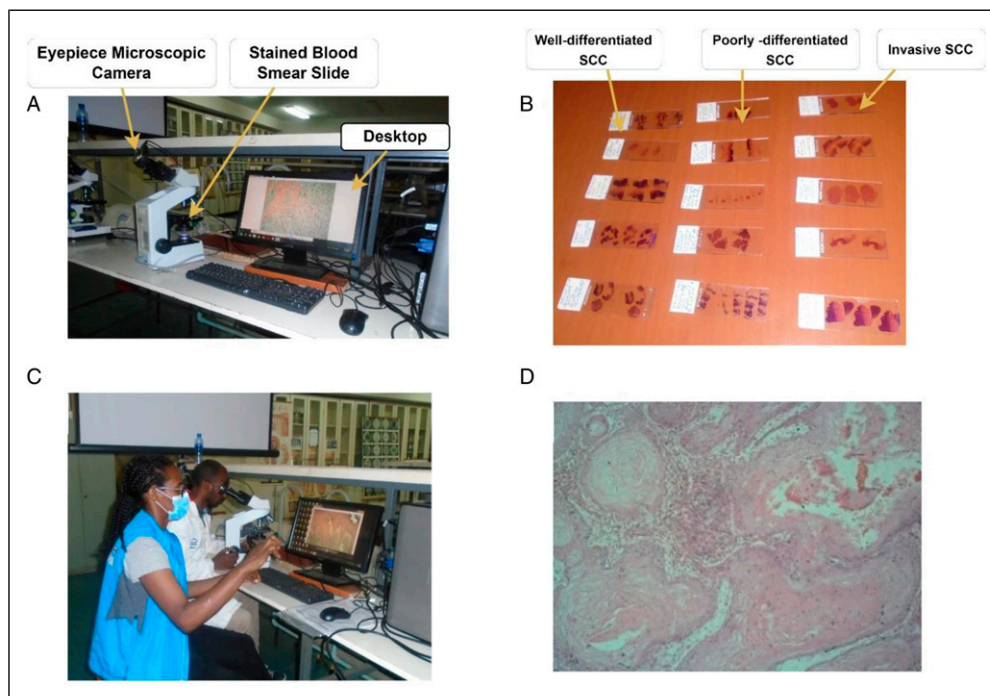 Eyepiece Microscopic
Camera
Stained Blood
Smear Slide
A
Desktop
Well-differentiated
SCC
Poorly -differentiated
SCC
Invasive SCC
B
C
D